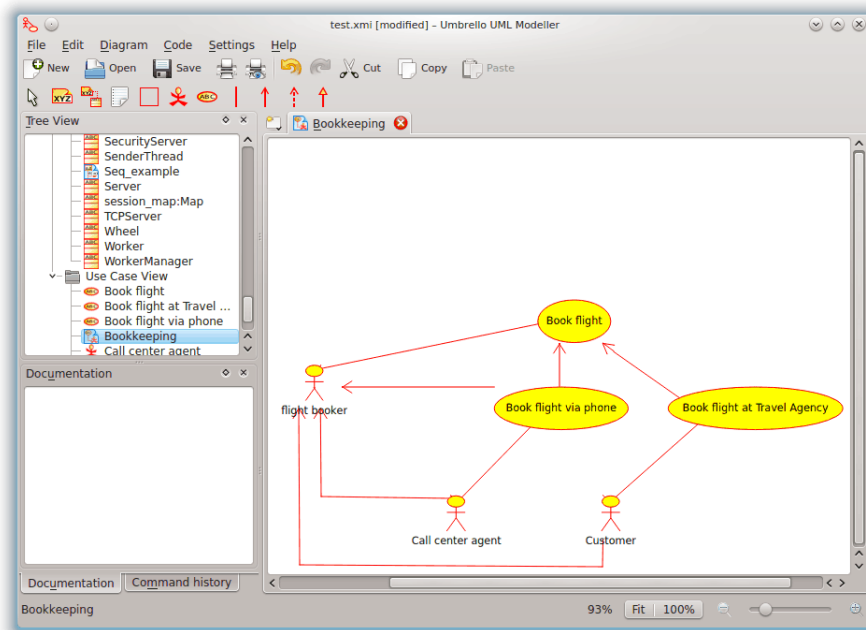 test.xmi [modified] – Umbrello UML Modeller
File Edit Diagram Code Settings Help
New Open Save Cut Copy Paste
XYZ ABC
Tree View
Bookkeeping
SecurityServer
SenderThread
Seq_example
Server
session_map:Map
TCPServer
Wheel
Worker
WorkerManager
Use Case View
Book flight
Book flight at Travel ...
Book flight via phone
Bookkeeping
Call center agent
Documentation
Book flight
flight booker
Book flight via phone
Book flight at Travel Agency
Call center agent
Customer
Documentation Command history
Bookkeeping
93% Fit 100%